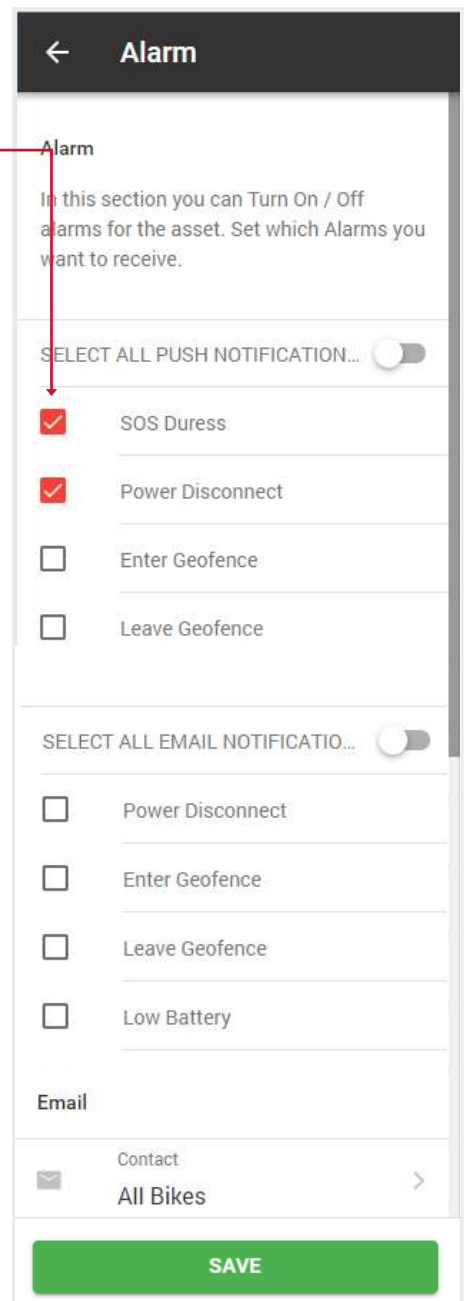 Alarm
Alarm
In this section you can Turn On / Off
alarms for the asset. Set which Alarms you
want to receive.
SELECT ALL PUSH NOTIFICATION...
SOS Duress
Power Disconnect
Enter Geofence
Leave Geofence
SELECT ALL EMAIL NOTIFICATIO...
Power Disconnect
Enter Geofence
Leave Geofence
Low Battery
Email
Contact
All Bikes
SAVE